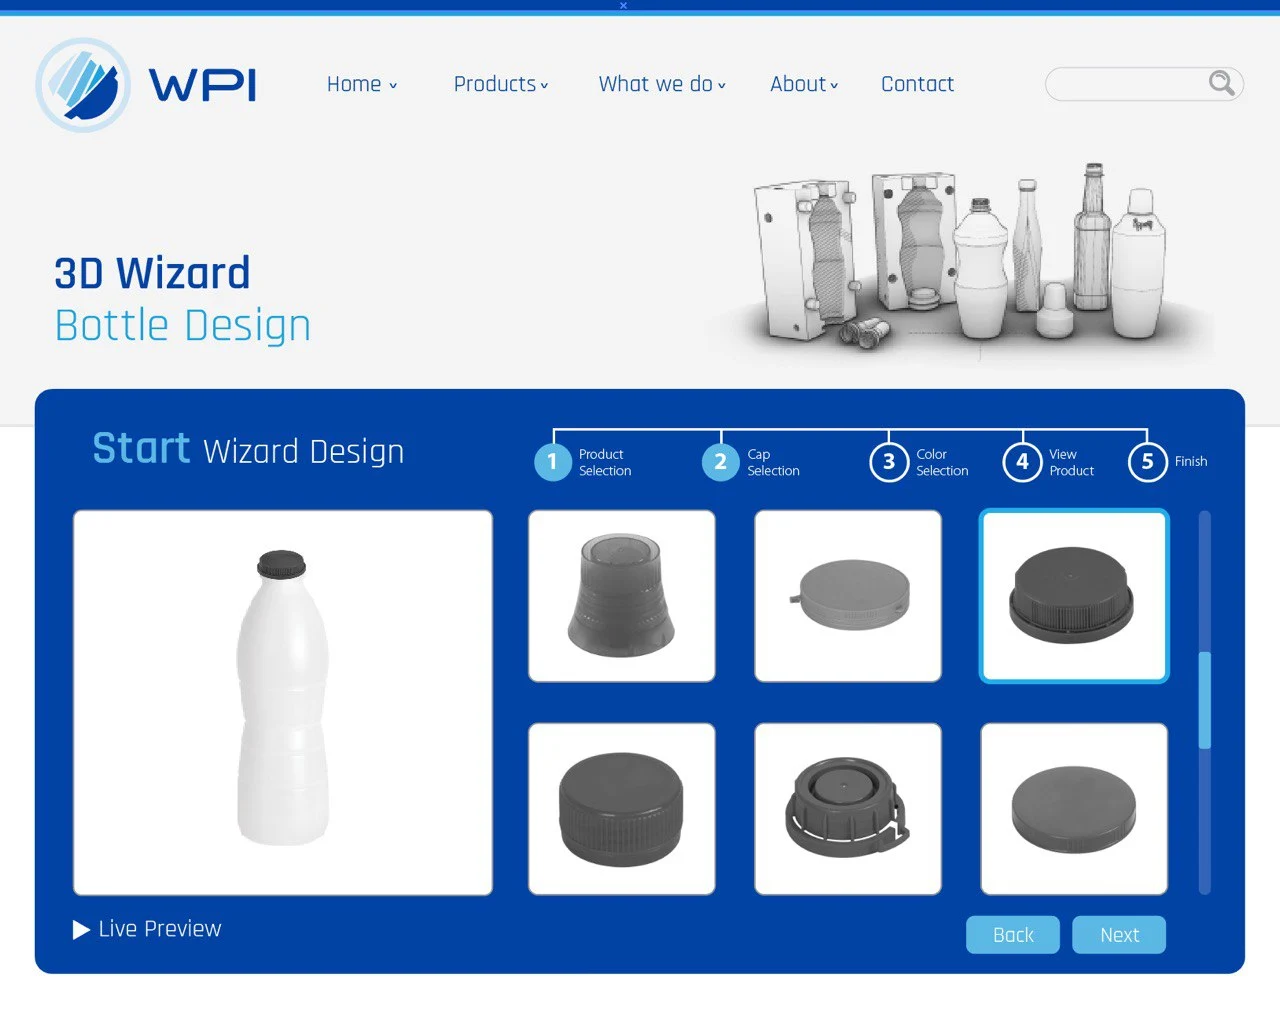 WPI
Home
Products
What we do
About
Contact
3D Wizard
Bottle Design
Start Wizard Design
1 Product Selection
2 Cap Selection
3 Color Selection
4 View Product
5 Finish
Live Preview
Back
Next